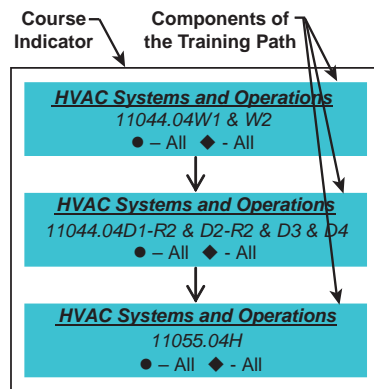 Course
Indicator
Components of
the Training Path
HVAC Systems and Operations
11044.04W1 & W2
● – All ◆ - All
HVAC Systems and Operations
11044.04D1-R2 & D2-R2 & D3 & D4
● – All ◆ - All
HVAC Systems and Operations
11055.04H
● – All ◆ - All